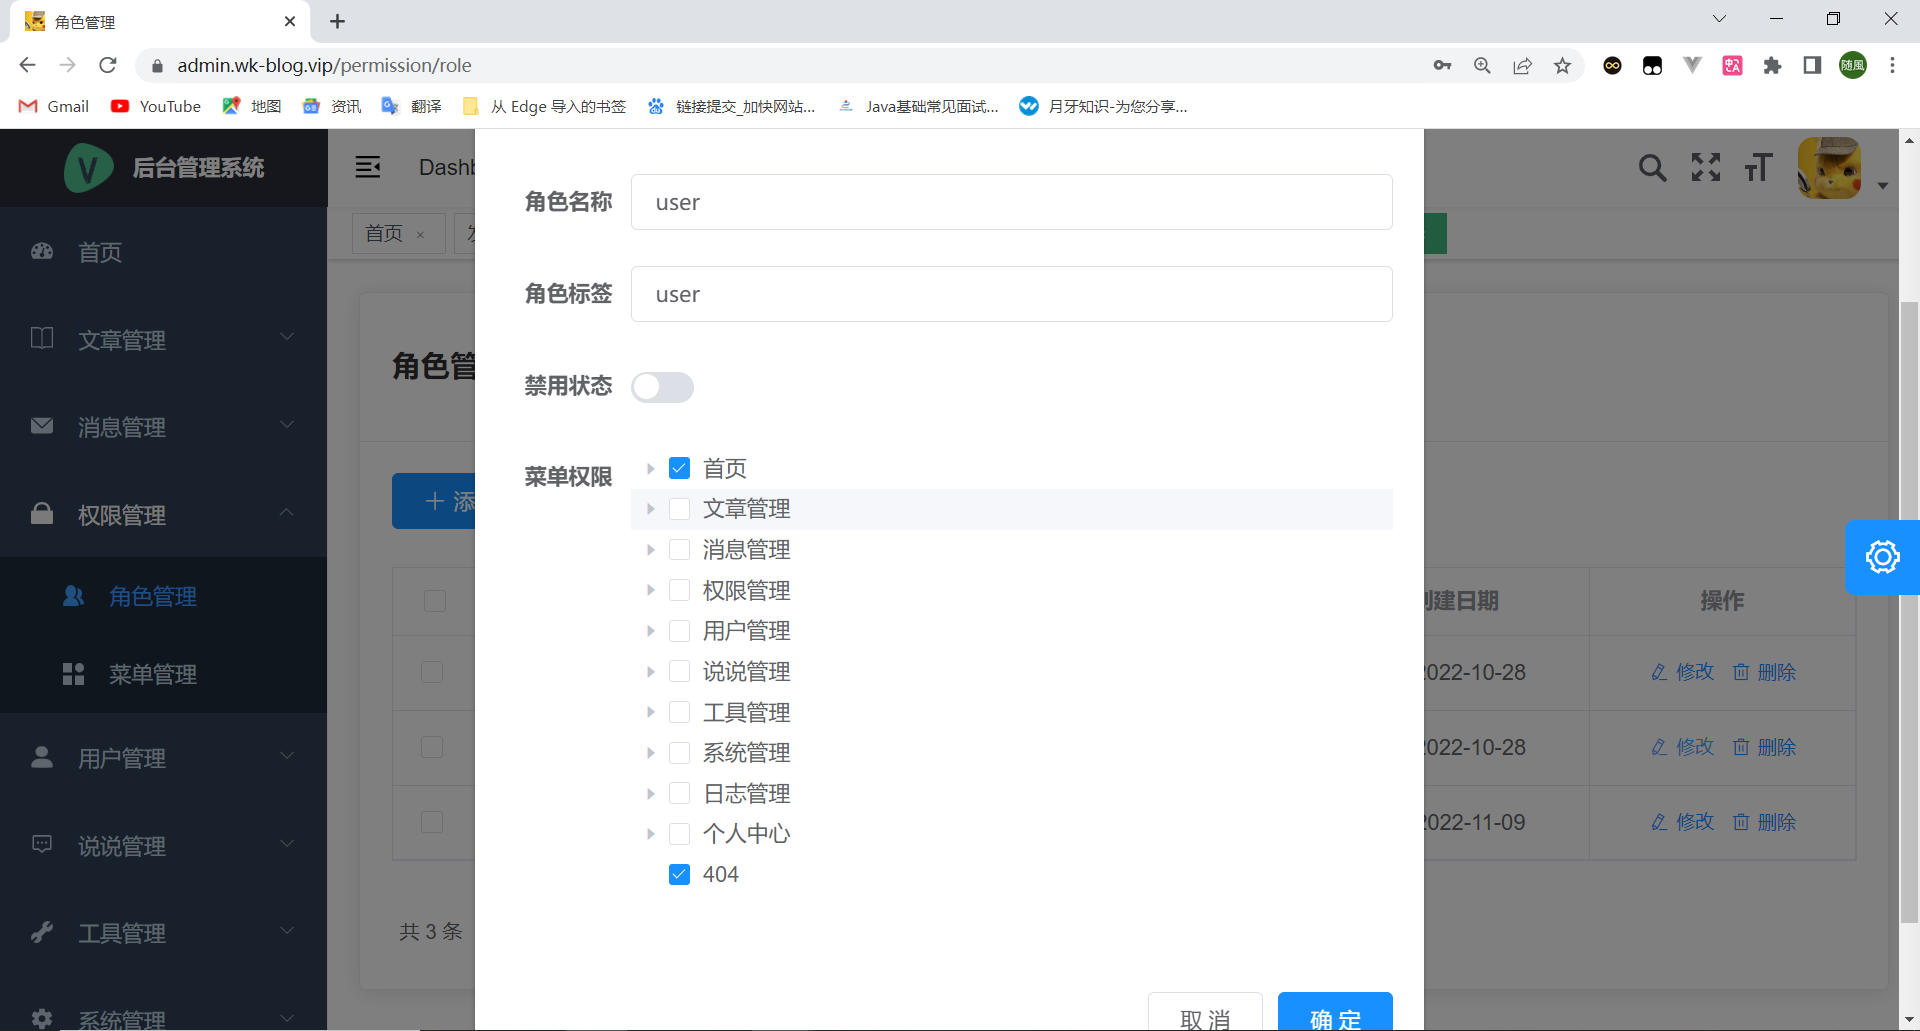 角色管理
admin.wk-blog.vip/permission/role
随風
Gmail YouTube 地图 资讯 翻译 从 Edge 导入的书签 链接提交_加快网站... Java基础常见面试... 月牙知识-为您分享...
后台管理系统
首页
文章管理
消息管理
权限管理
角色管理
菜单管理
用户管理
说说管理
工具管理
系统管理
首页
角色名称 user
角色标签 user
禁用状态
菜单权限
首页
文章管理
消息管理
权限管理
用户管理
说说管理
工具管理
系统管理
日志管理
个人中心
404
取 消 确 定
角色管
添
建日期 操作
2022-10-28 修改 删除
2022-10-28 修改 删除
2022-11-09 修改 删除
共 3 条